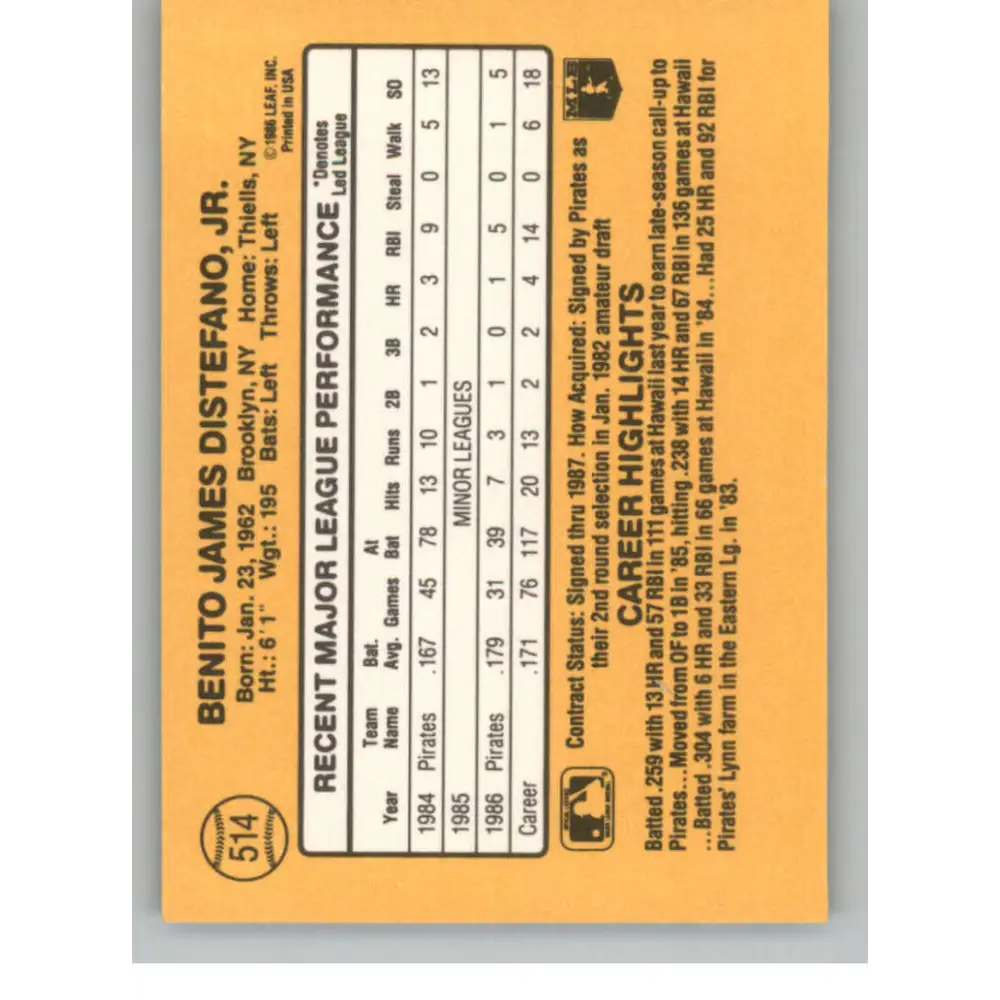 514
BENITO JAMES DISTEFANO, JR.
Born: Jan. 23, 1962 Brooklyn, NY Home: Thiells, NY
Ht.: 6'1" Wgt.: 195 Bats: Left Throws: Left
© 1986 LEAF, INC.
Printed in USA
RECENT MAJOR LEAGUE PERFORMANCE
*Denotes
Led League
Year Team Name Bat. Avg. Games At Bat Hits Runs 2B 3B HR RBI Steal Walk SO
1984 Pirates .167 45 78 13 10 1 2 3 9 0 5 13
1985 MINOR LEAGUES
1986 Pirates .179 31 39 7 3 1 0 1 5 0 1 5
Career .171 76 117 20 13 2 2 4 14 0 6 18
MLB
Contract Status: Signed thru 1987. How Acquired: Signed by Pirates as
their 2nd round selection in Jan. 1982 amateur draft
CAREER HIGHLIGHTS
Batted .259 with 13 HR and 57 RBI in 111 games at Hawaii last year to earn late-season call-up to
Pirates...Moved from OF to 1B in '85, hitting .238 with 14 HR and 67 RBI in 136 games at Hawaii
...Batted .304 with 6 HR and 33 RBI in 66 games at Hawaii in '84...Had 25 HR and 92 RBI for
Pirates' Lynn farm in the Eastern Lg. in '83.